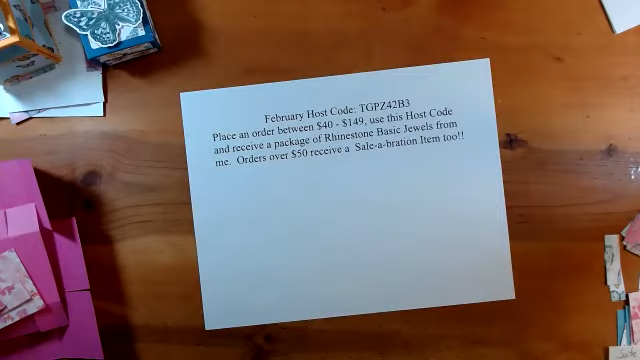 February Host Code: TGPZ42B3
Place an order between $40 - $149, use this Host Code
and receive a package of Rhinestone Basic Jewels from
me.  Orders over $50 receive a  Sale-a-bration Item too!!